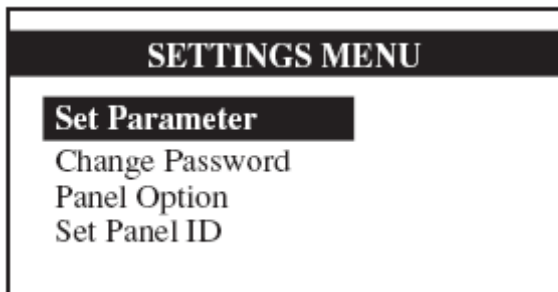 SETTINGS MENU
Set Parameter
Change Password
Panel Option
Set Panel ID